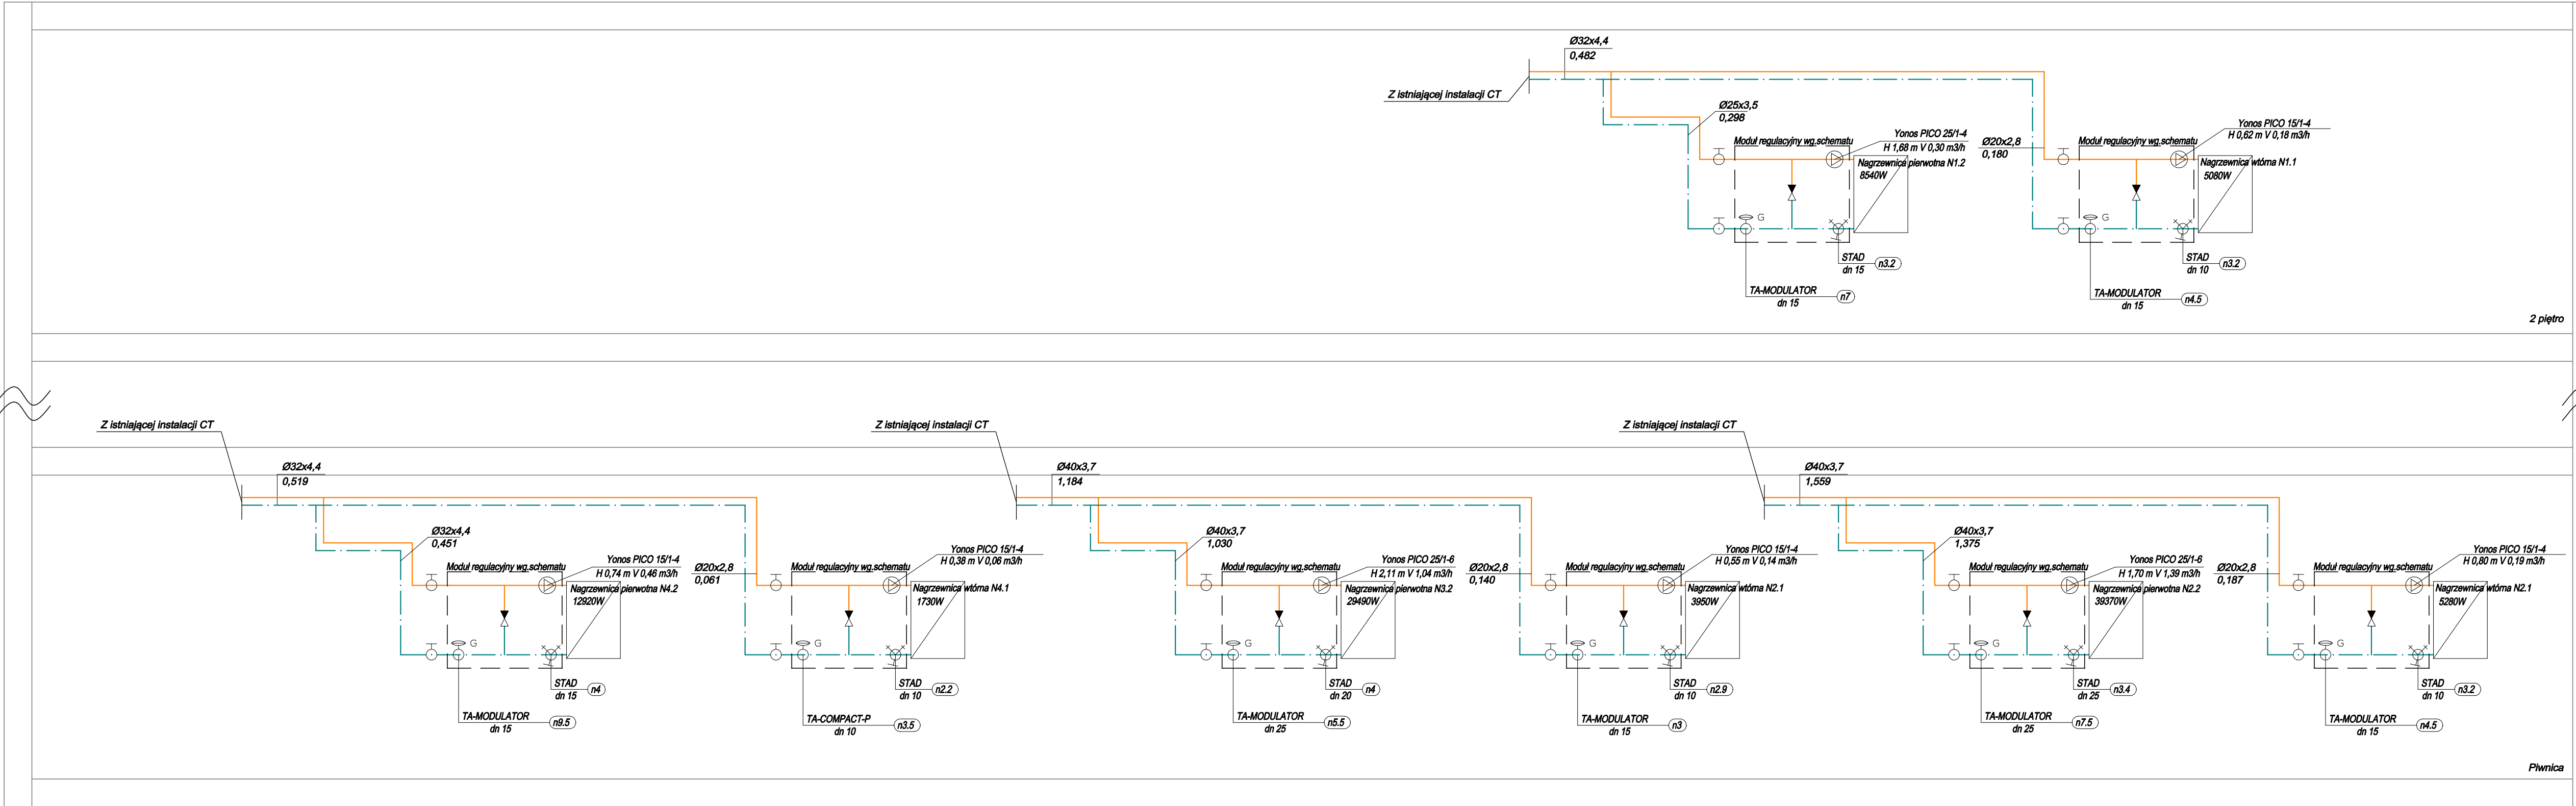 Ø32x4,4
0,482
Z istniejącej instalacji CT
Ø25x3,5
0,298
Moduł regulacyjny wg.schematu
Yonos PICO 25/1-4
H 1,68 m V 0,30 m3/h
Nagrzewnica pierwotna N1.2
8540W
G
STAD
dn 15
n3.2
TA-MODULATOR
dn 15
n7
Ø20x2,8
0,180
Moduł regulacyjny wg.schematu
Yonos PICO 15/1-4
H 0,62 m V 0,18 m3/h
Nagrzewnica wtórna N1.1
5080W
G
STAD
dn 10
n3.2
TA-MODULATOR
dn 15
n4.5
2 piętro
Z istniejącej instalacji CT
Ø32x4,4
0,519
Ø32x4,4
0,451
Moduł regulacyjny wg.schematu
Yonos PICO 15/1-4
H 0,74 m V 0,46 m3/h
Nagrzewnica pierwotna N4.2
12920W
G
STAD
dn 15
n4
TA-MODULATOR
dn 15
n9.5
Ø20x2,8
0,061
Moduł regulacyjny wg.schematu
Yonos PICO 15/1-4
H 0,38 m V 0,06 m3/h
Nagrzewnica wtórna N4.1
1730W
G
STAD
dn 10
n2.2
TA-COMPACT-P
dn 10
n3.5
Z istniejącej instalacji CT
Ø40x3,7
1,184
Ø40x3,7
1,030
Moduł regulacyjny wg.schematu
Yonos PICO 25/1-6
H 2,11 m V 1,04 m3/h
Nagrzewnica pierwotna N3.2
29490W
G
STAD
dn 20
n4
TA-MODULATOR
dn 25
n5.5
Ø20x2,8
0,140
Moduł regulacyjny wg.schematu
Yonos PICO 15/1-4
H 0,55 m V 0,14 m3/h
Nagrzewnica wtórna N2.1
3950W
G
STAD
dn 10
n2.9
TA-MODULATOR
dn 15
n3
Z istniejącej instalacji CT
Ø40x3,7
1,559
Ø40x3,7
1,375
Moduł regulacyjny wg.schematu
Yonos PICO 25/1-6
H 1,70 m V 1,39 m3/h
Nagrzewnica pierwotna N2.2
39370W
G
STAD
dn 25
n3.4
TA-MODULATOR
dn 25
n7.5
Ø20x2,8
0,187
Moduł regulacyjny wg.schematu
Yonos PICO 15/1-4
H 0,80 m V 0,19 m3/h
Nagrzewnica wtórna N2.1
5280W
G
STAD
dn 10
n3.2
TA-MODULATOR
dn 15
n4.5
Piwnica